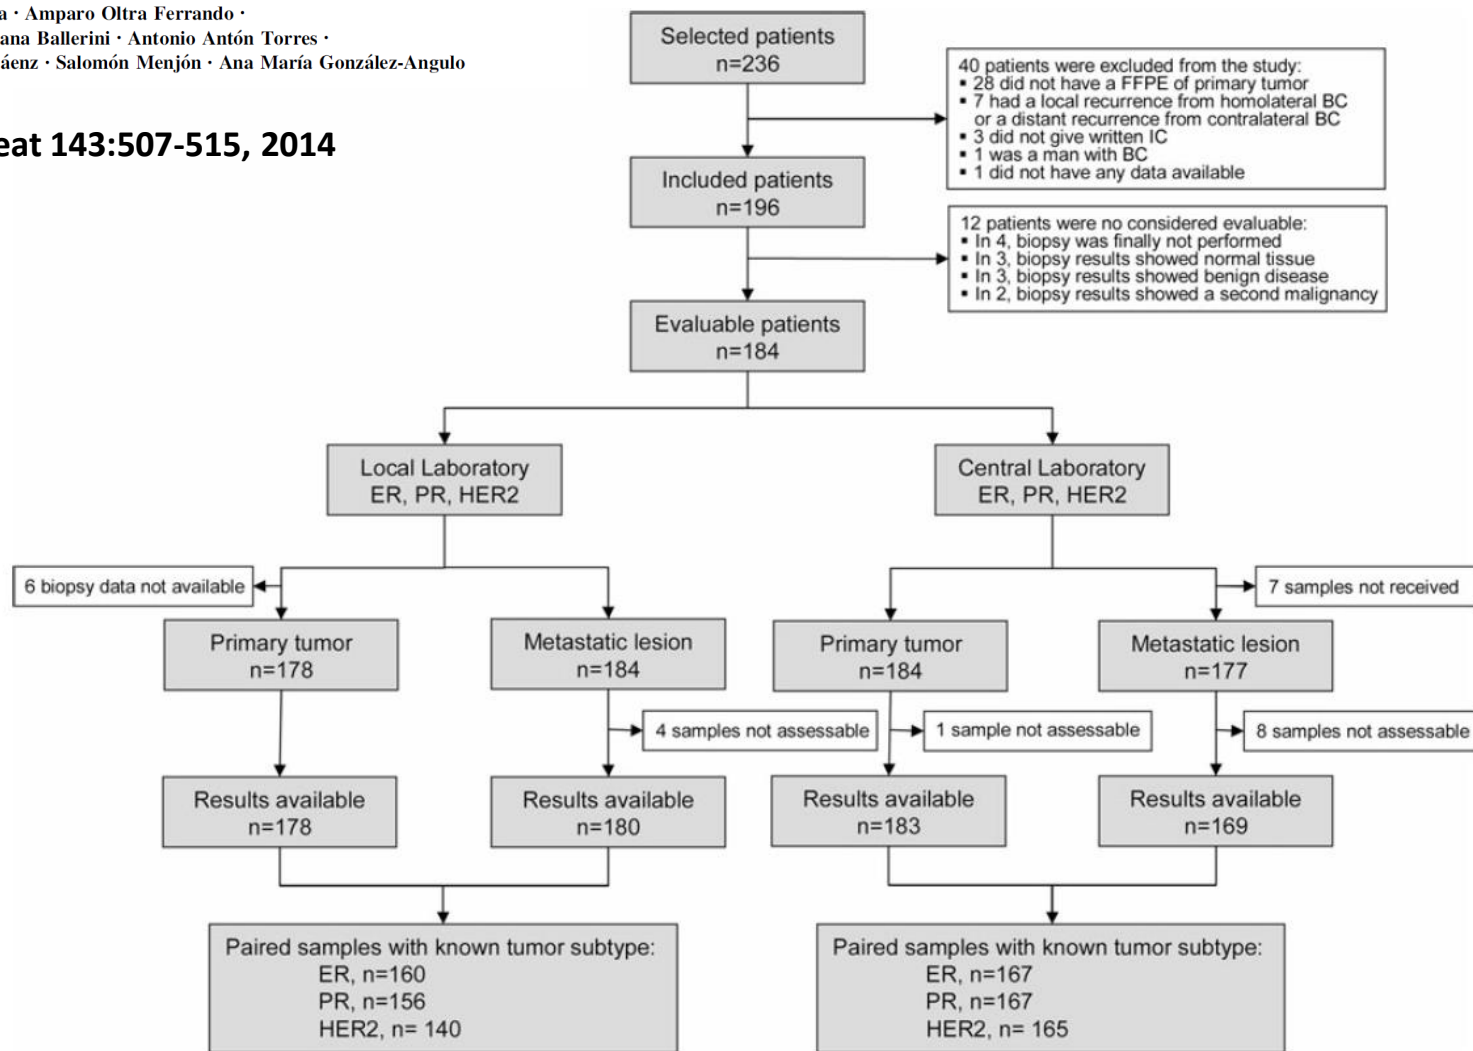 a · Amparo Oltra Ferrando ·
ana Ballerini · Antonio Antón Torres ·
áenz · Salomón Menjón · Ana María González-Angulo
eat 143:507-515, 2014
Selected patients
n=236
40 patients were excluded from the study:
▪ 28 did not have a FFPE of primary tumor
▪ 7 had a local recurrence from homolateral BC
or a distant recurrence from contralateral BC
▪ 3 did not give written IC
▪ 1 was a man with BC
▪ 1 did not have any data available
Included patients
n=196
12 patients were no considered evaluable:
▪ In 4, biopsy was finally not performed
▪ In 3, biopsy results showed normal tissue
▪ In 3, biopsy results showed benign disease
▪ In 2, biopsy results showed a second malignancy
Evaluable patients
n=184
Local Laboratory
ER, PR, HER2
Central Laboratory
ER, PR, HER2
6 biopsy data not available
7 samples not received
Primary tumor
n=178
Metastatic lesion
n=184
Primary tumor
n=184
Metastatic lesion
n=177
4 samples not assessable
1 sample not assessable
8 samples not assessable
Results available
n=178
Results available
n=180
Results available
n=183
Results available
n=169
Paired samples with known tumor subtype:
ER, n=160
PR, n=156
HER2, n= 140
Paired samples with known tumor subtype:
ER, n=167
PR, n=167
HER2, n= 165